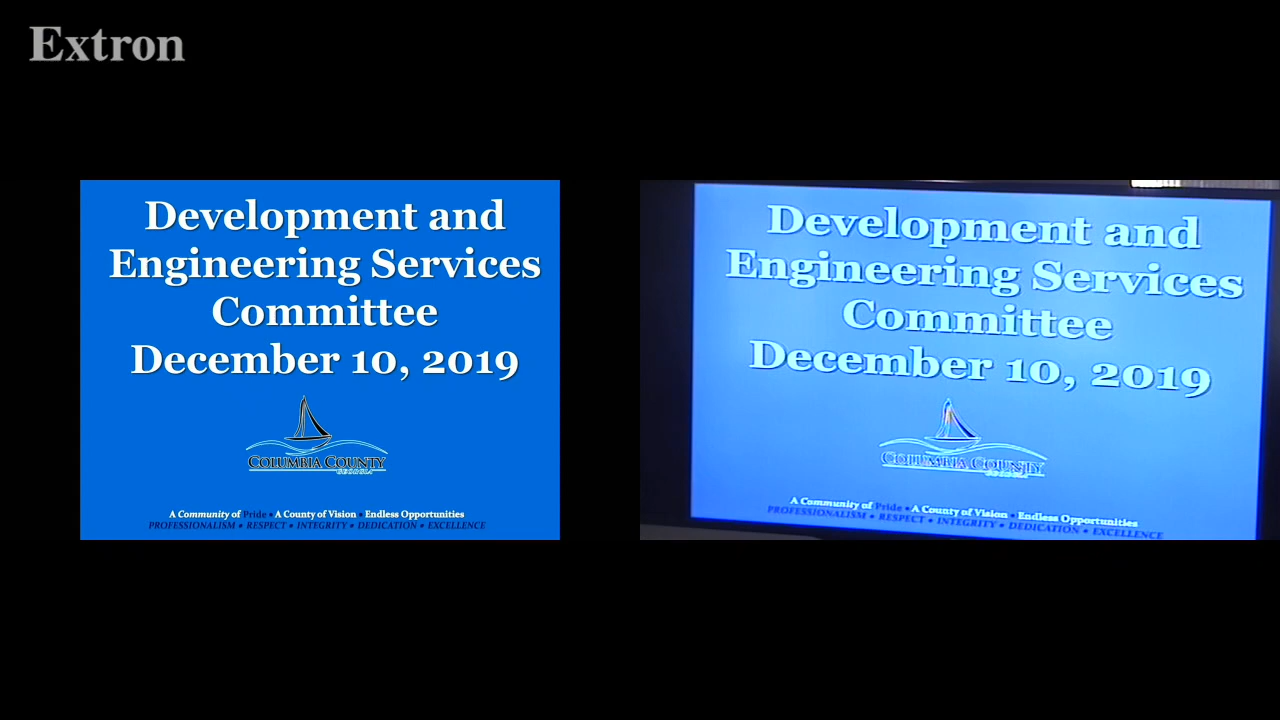 Extron
Development and
Engineering Services
Committee
December 10, 2019
COLUMBIA COUNTY
GEORGIA
A Community of Pride • A County of Vision • Endless Opportunities
PROFESSIONALISM • RESPECT • INTEGRITY • DEDICATION • EXCELLENCE
Development and
Engineering Services
Committee
December 10, 2019
COLUMBIA COUNTY
A Community of Pride • A County of Vision • Endless Opportunities
PROFESSIONALISM • RESPECT • INTEGRITY • DEDICATION • EXCELLENCE